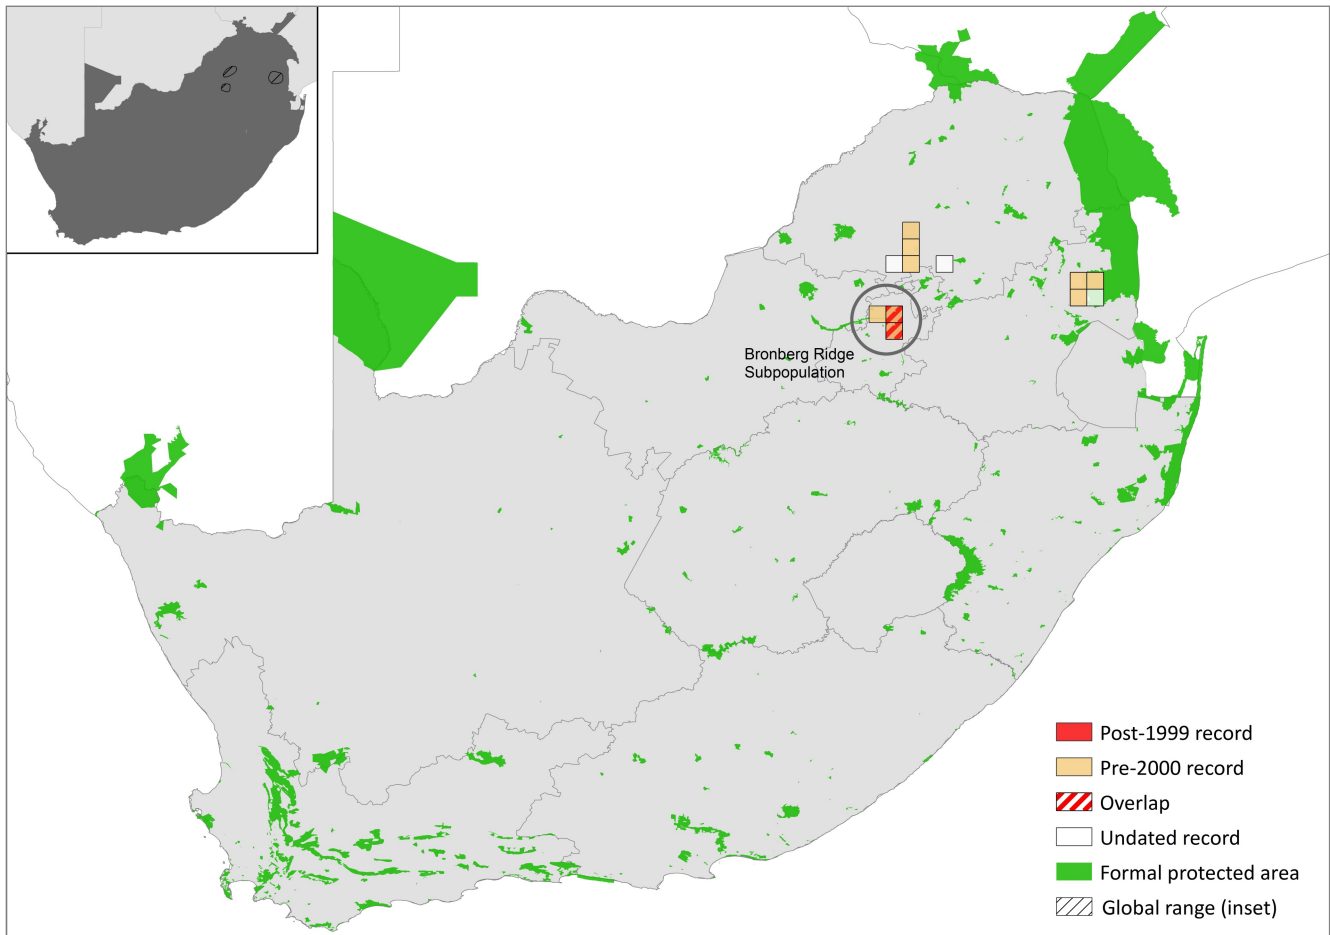 Bronberg Ridge
Subpopulation
Post-1999 record
Pre-2000 record
Overlap
Undated record
Formal protected area
Global range (inset)